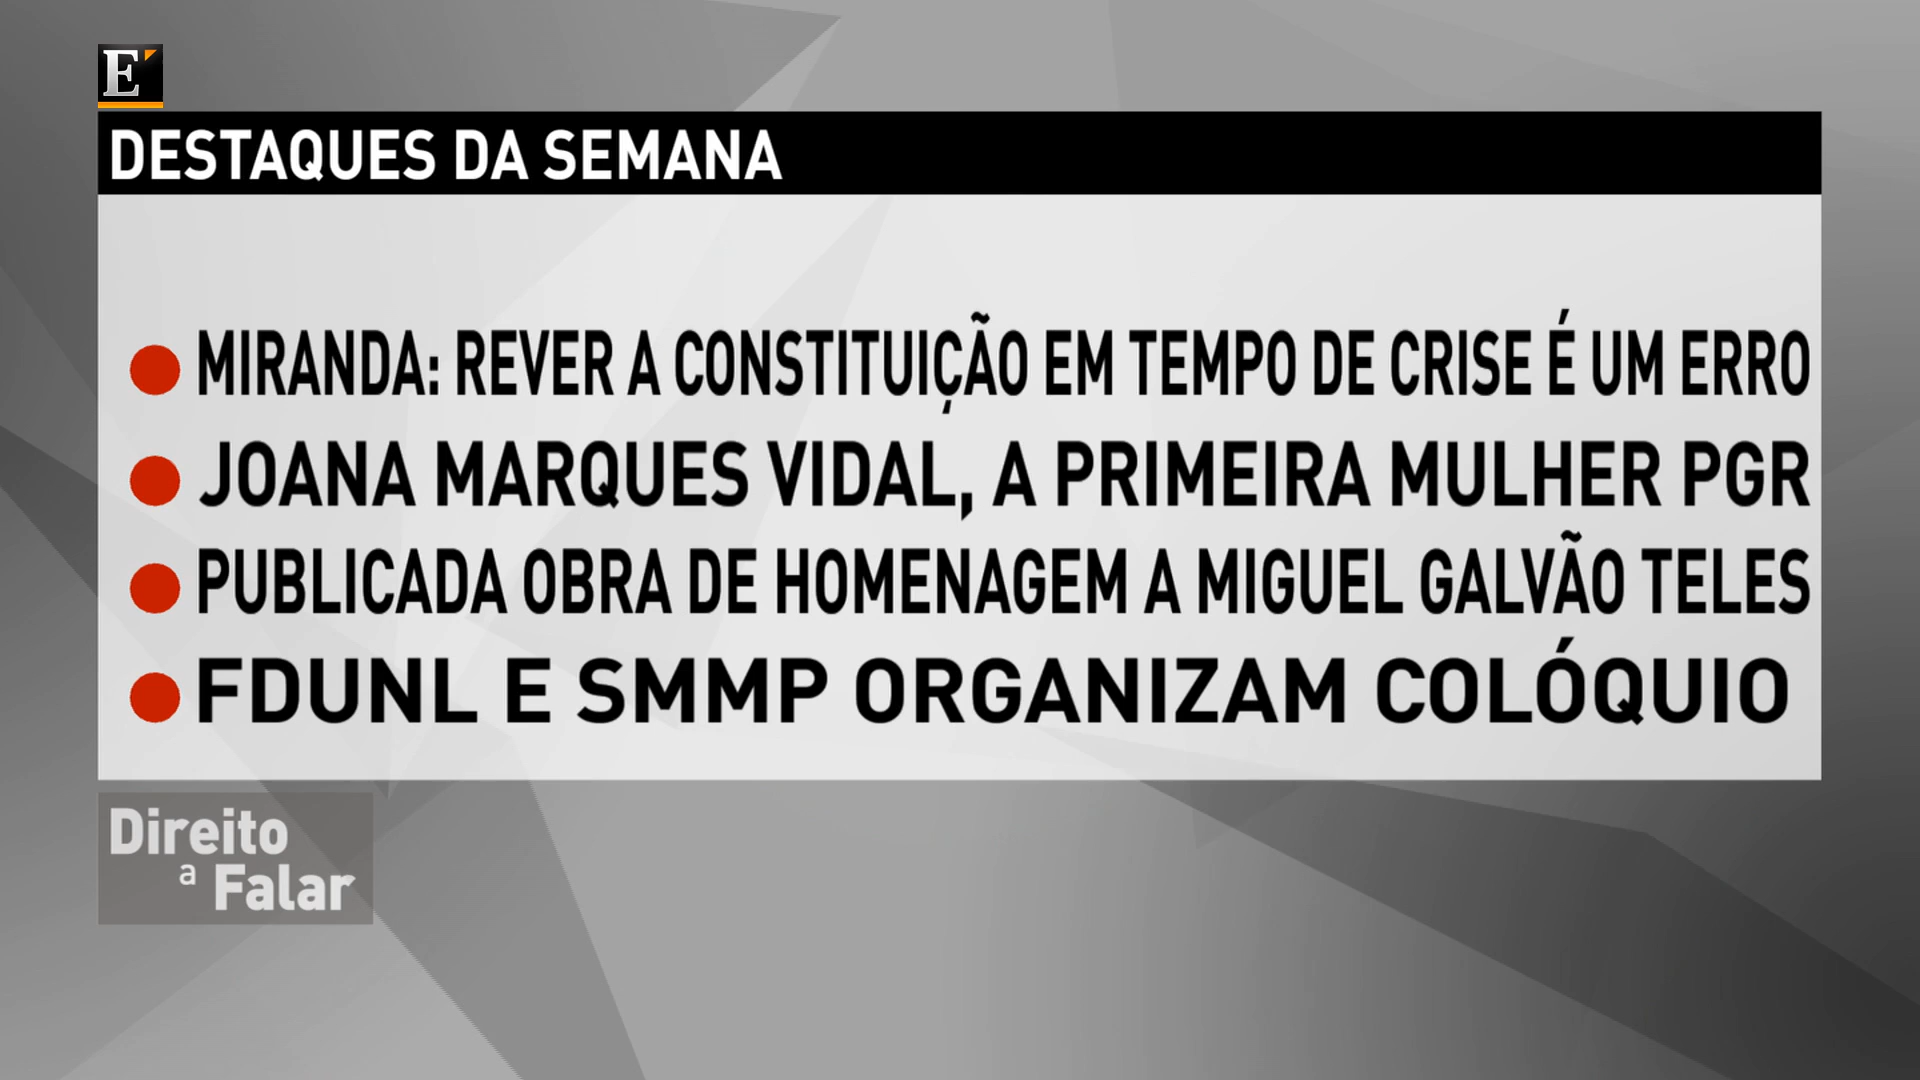 E´
DESTAQUES DA SEMANA
MIRANDA: REVER A CONSTITUIÇÃO EM TEMPO DE CRISE É UM ERRO
JOANA MARQUES VIDAL, A PRIMEIRA MULHER PGR
PUBLICADA OBRA DE HOMENAGEM A MIGUEL GALVÃO TELES
FDUNL E SMMP ORGANIZAM COLÓQUIO
Direito
a Falar